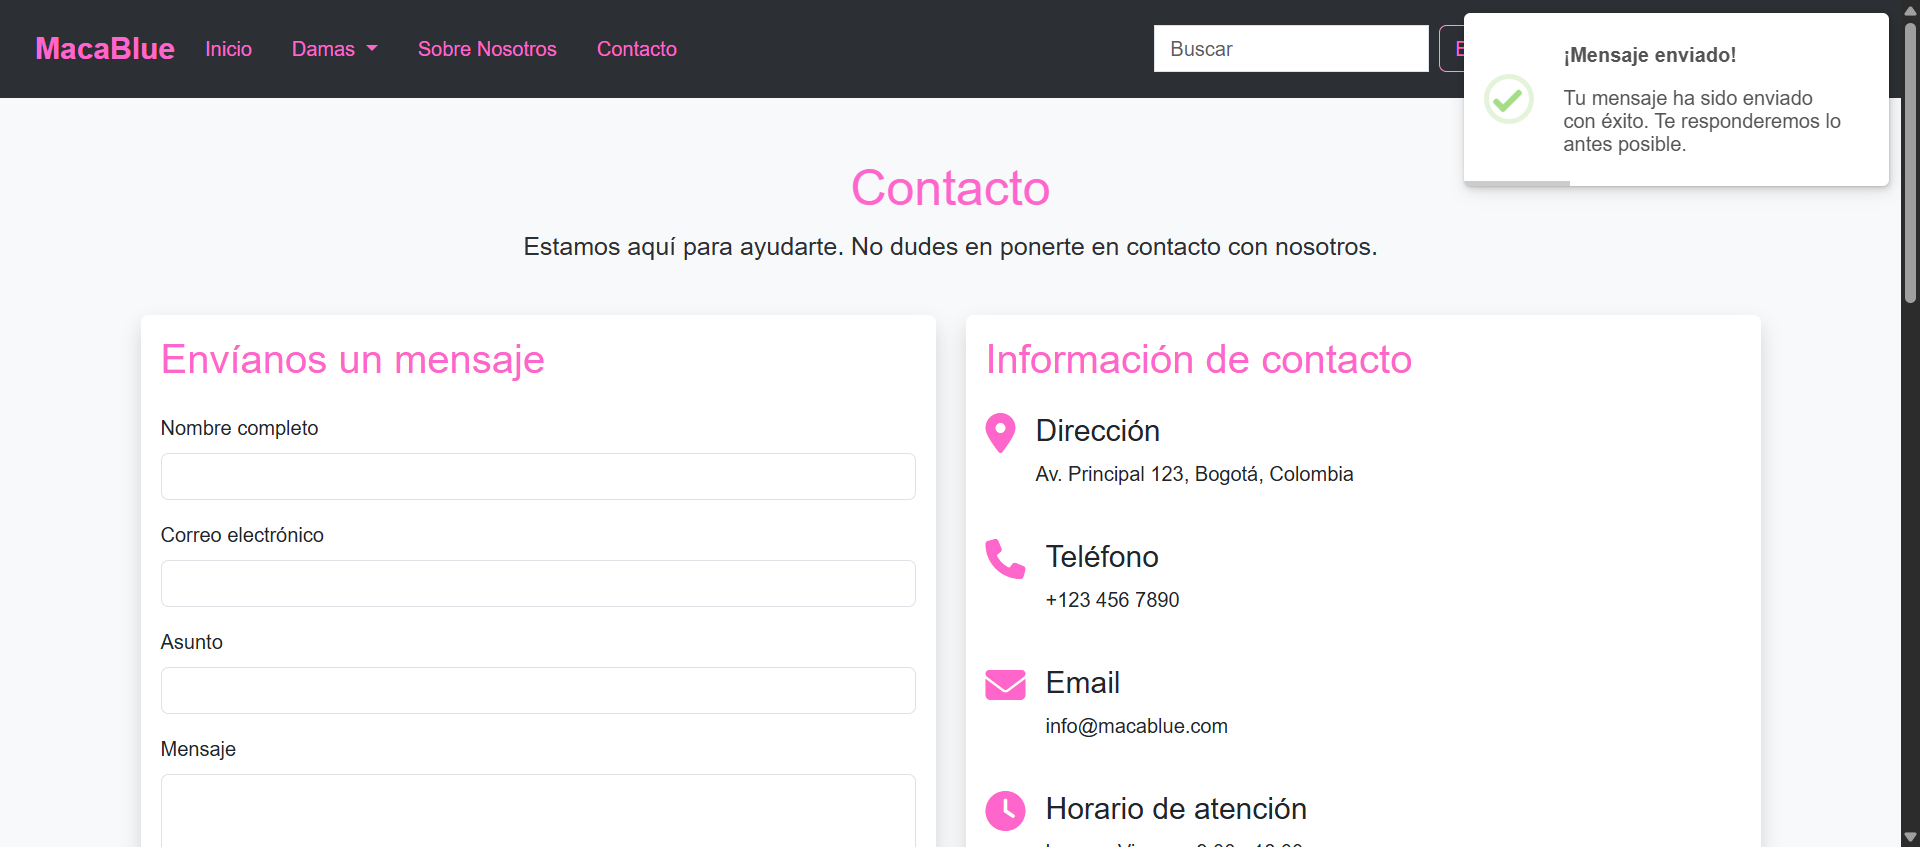 MacaBlue Inicio Damas Sobre Nosotros Contacto
Buscar
¡Mensaje enviado!
Tu mensaje ha sido enviado
con éxito. Te responderemos lo
antes posible.
Contacto
Estamos aquí para ayudarte. No dudes en ponerte en contacto con nosotros.
Envíanos un mensaje
Nombre completo
Correo electrónico
Asunto
Mensaje
Información de contacto
Dirección
Av. Principal 123, Bogotá, Colombia
Teléfono
+123 456 7890
Email
info@macablue.com
Horario de atención